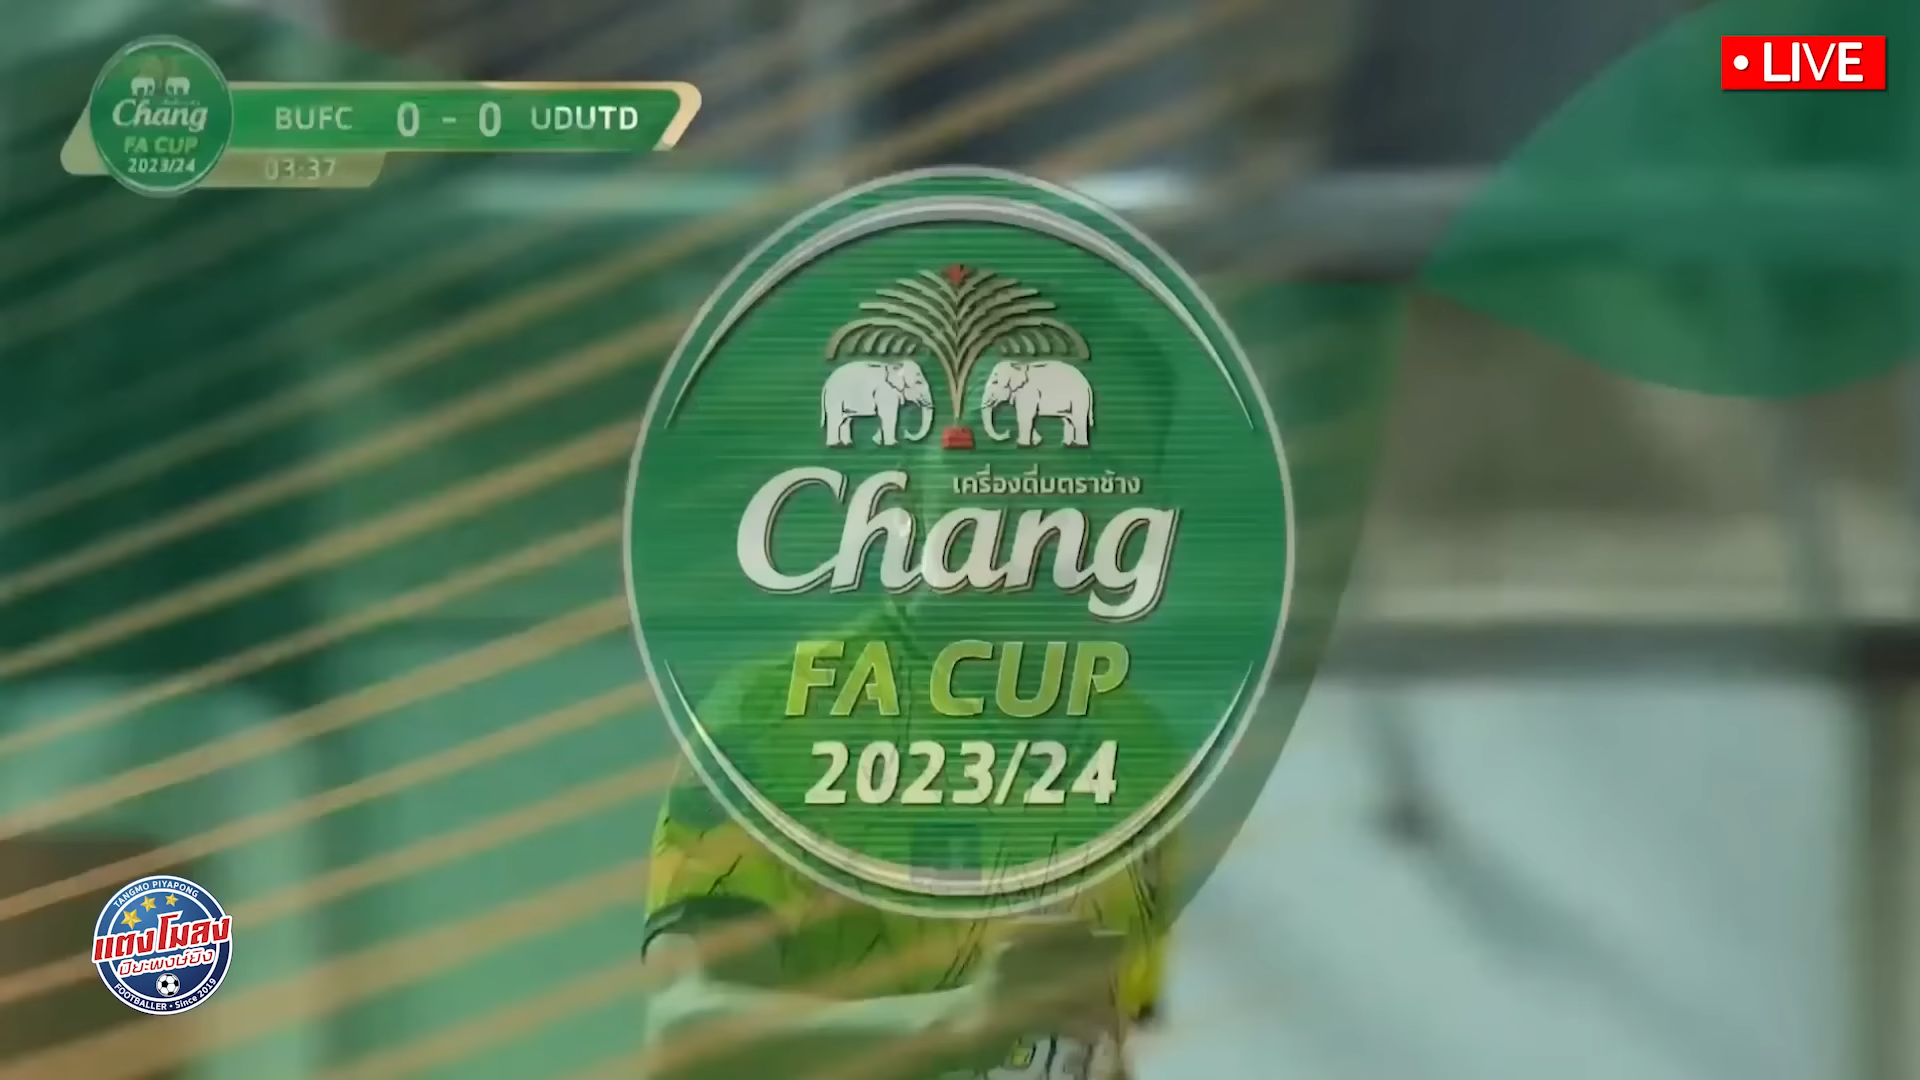 LIVE
Chang
FA CUP
2023/24
BUFC 0 - 0 UDUTD
03:37
เครื่องดื่มตราช้าง
Chang
FA CUP
2023/24
TANGMO PIYAPONG
แตงโมลง
ปิยะพงษ์ยิง
FOOTBALLER • Since 2019